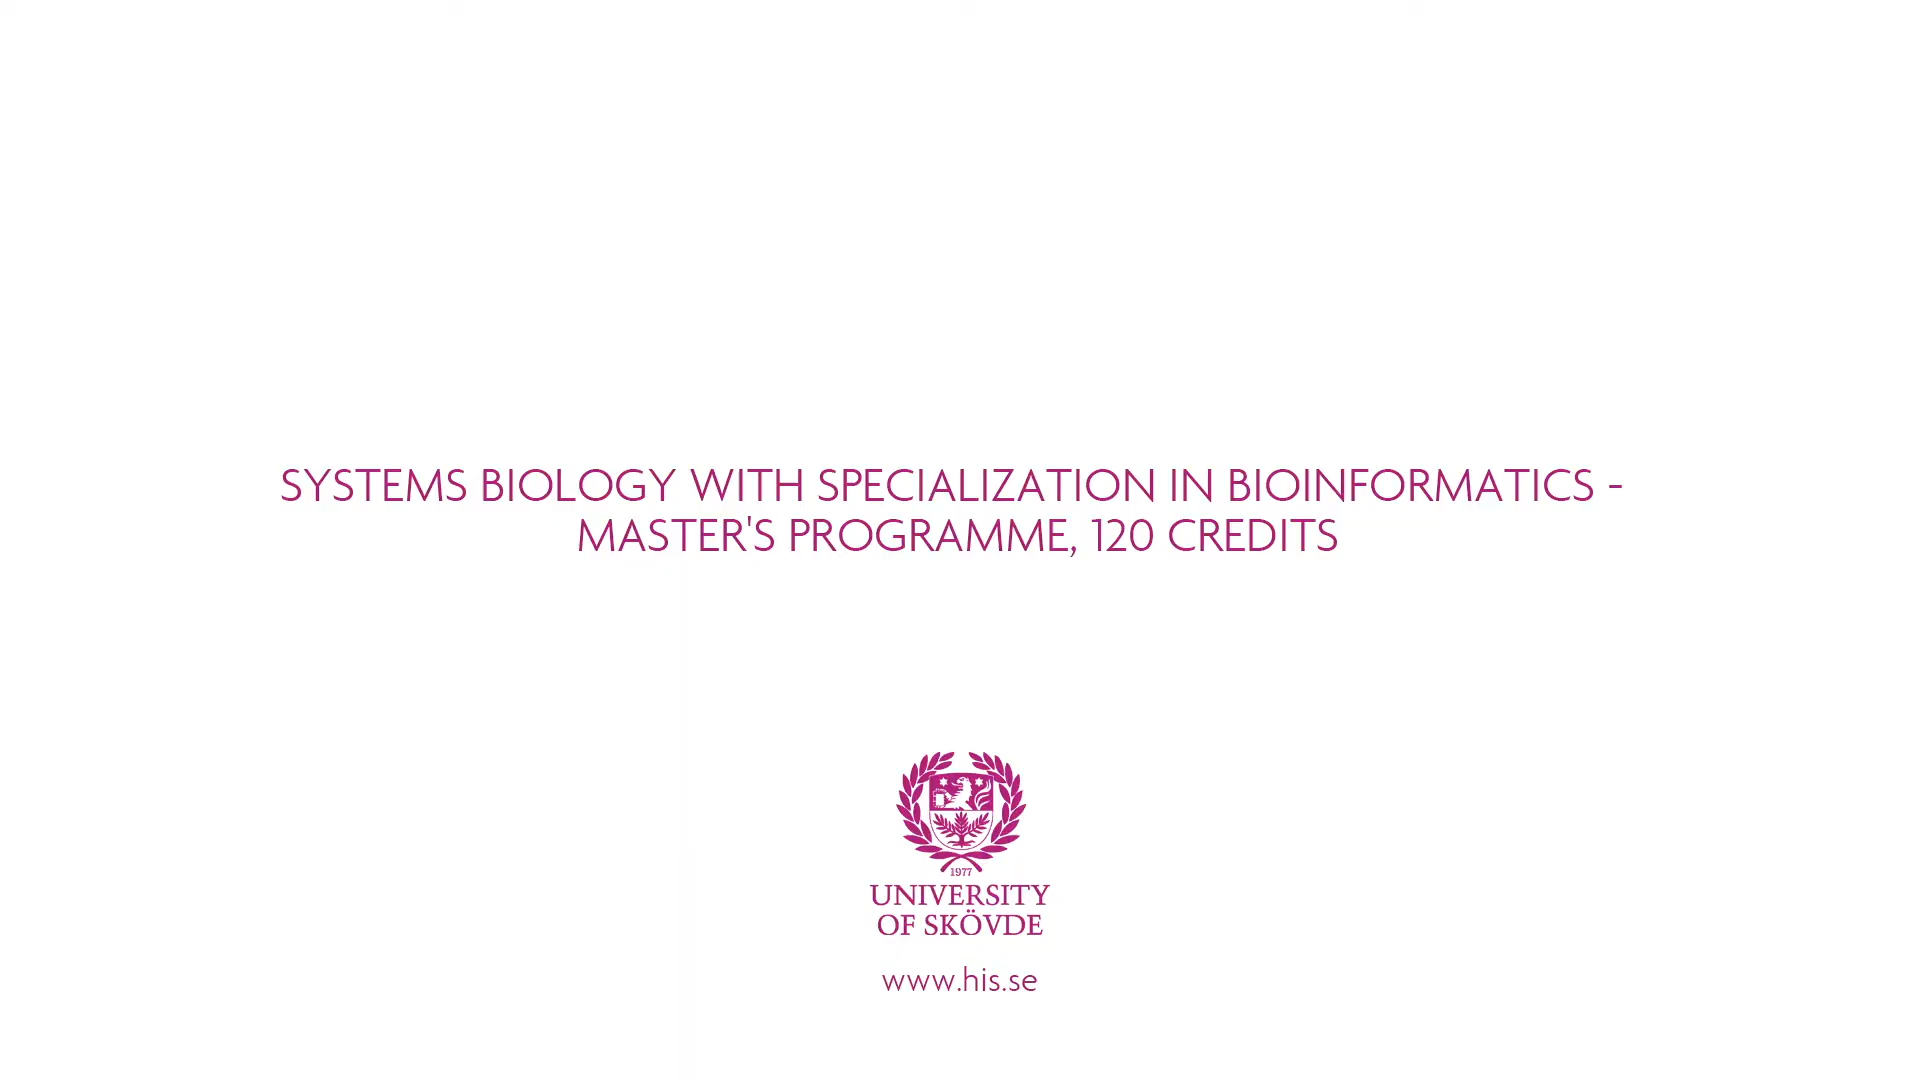 SYSTEMS BIOLOGY WITH SPECIALIZATION IN BIOINFORMATICS -
MASTER'S PROGRAMME, 120 CREDITS
1977
UNIVERSITY
OF SKÖVDE
www.his.se